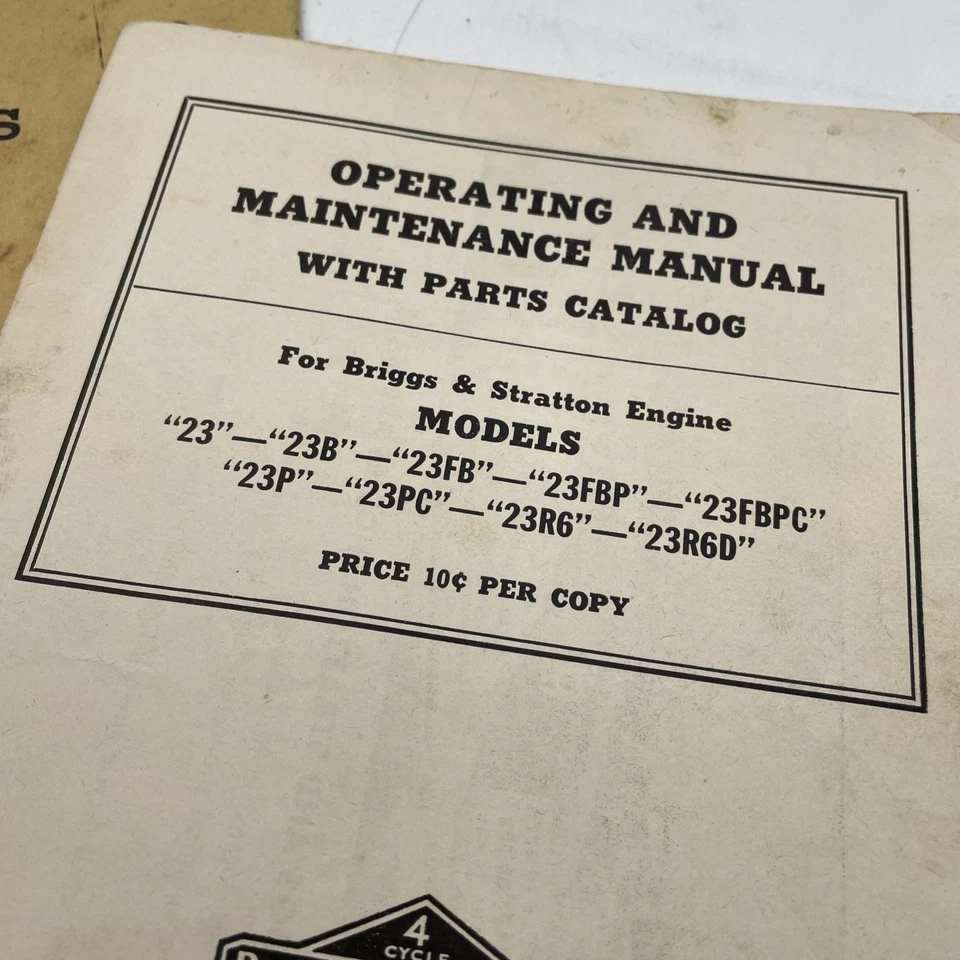 S
OPERATING AND
MAINTENANCE MANUAL
WITH PARTS CATALOG
For Briggs & Stratton Engine
MODELS
“23”—“23B”—“23FB”—“23FBP”—“23FBPC”
“23P”—“23PC”—“23R6”—“23R6D”
PRICE 10¢ PER COPY
4
CYCLE